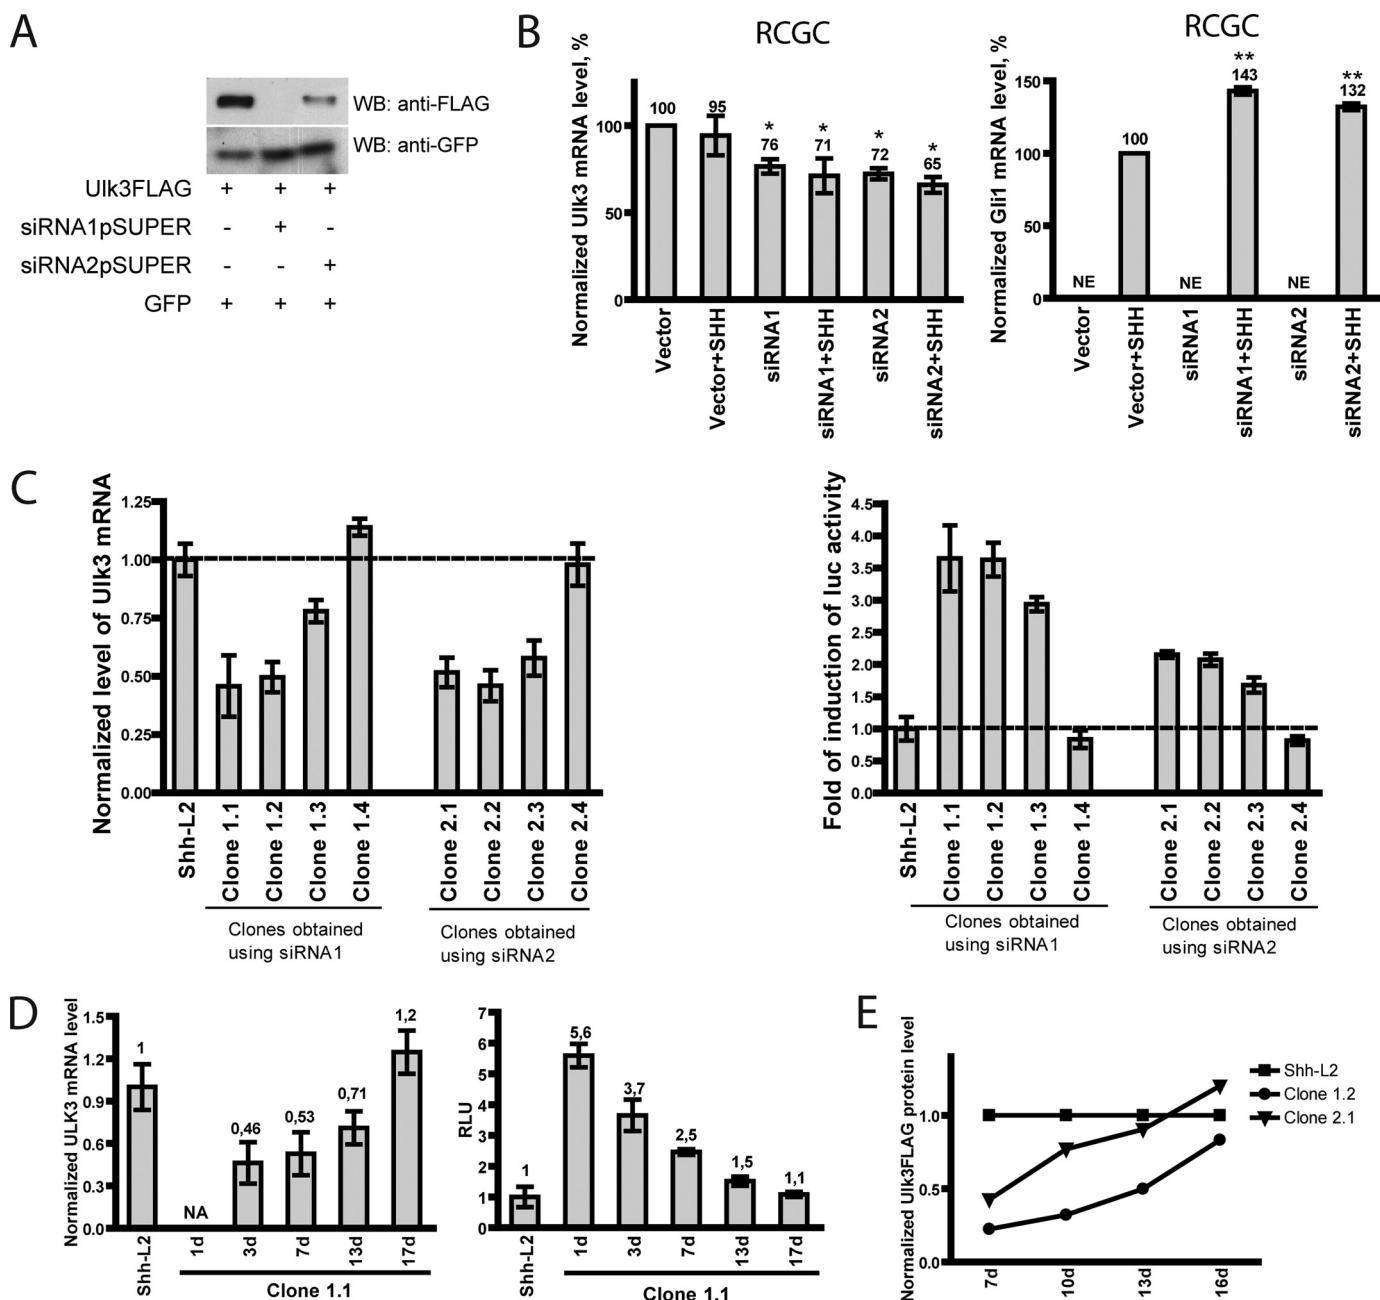 A
WB: anti-FLAG
WB: anti-GFP
Ulk3FLAG + + +
siRNA1pSUPER - + -
siRNA2pSUPER - - +
GFP + + +
B
RCGC
Normalized Ulk3 mRNA level, %
100
50
0
100
95
*
76
*
71
*
72
*
65
Vector
Vector+SHH
siRNA1
siRNA1+SHH
siRNA2
siRNA2+SHH
RCGC
Normalized Gli1 mRNA level, %
150
100
50
0
NE
100
NE
**
143
NE
**
132
Vector
Vector+SHH
siRNA1
siRNA1+SHH
siRNA2
siRNA2+SHH
C
Normalized level of Ulk3 mRNA
1.25
1.00
0.75
0.50
0.25
0.00
Shh-L2
Clone 1.1
Clone 1.2
Clone 1.3
Clone 1.4
Clone 2.1
Clone 2.2
Clone 2.3
Clone 2.4
Clones obtained
using siRNA1
Clones obtained
using siRNA2
Fold of induction of luc activity
4.5
4.0
3.5
3.0
2.5
2.0
1.5
1.0
0.5
0.0
Shh-L2
Clone 1.1
Clone 1.2
Clone 1.3
Clone 1.4
Clone 2.1
Clone 2.2
Clone 2.3
Clone 2.4
Clones obtained
using siRNA1
Clones obtained
using siRNA2
D
Normalized ULK3 mRNA level
1.5
1.2
0.9
0.6
0.3
0.0
1
NA
0,46
0,53
0,71
1,2
Shh-L2
1d
3d
7d
13d
17d
Clone 1.1
RLU
7
6
5
4
3
2
1
0
1
5,6
3,7
2,5
1,5
1,1
Shh-L2
1d
3d
7d
13d
17d
Clone 1.1
E
Normalized Ulk3FLAG protein level
1.0
0.5
0.0
7d
10d
13d
16d
Shh-L2
Clone 1.2
Clone 2.1